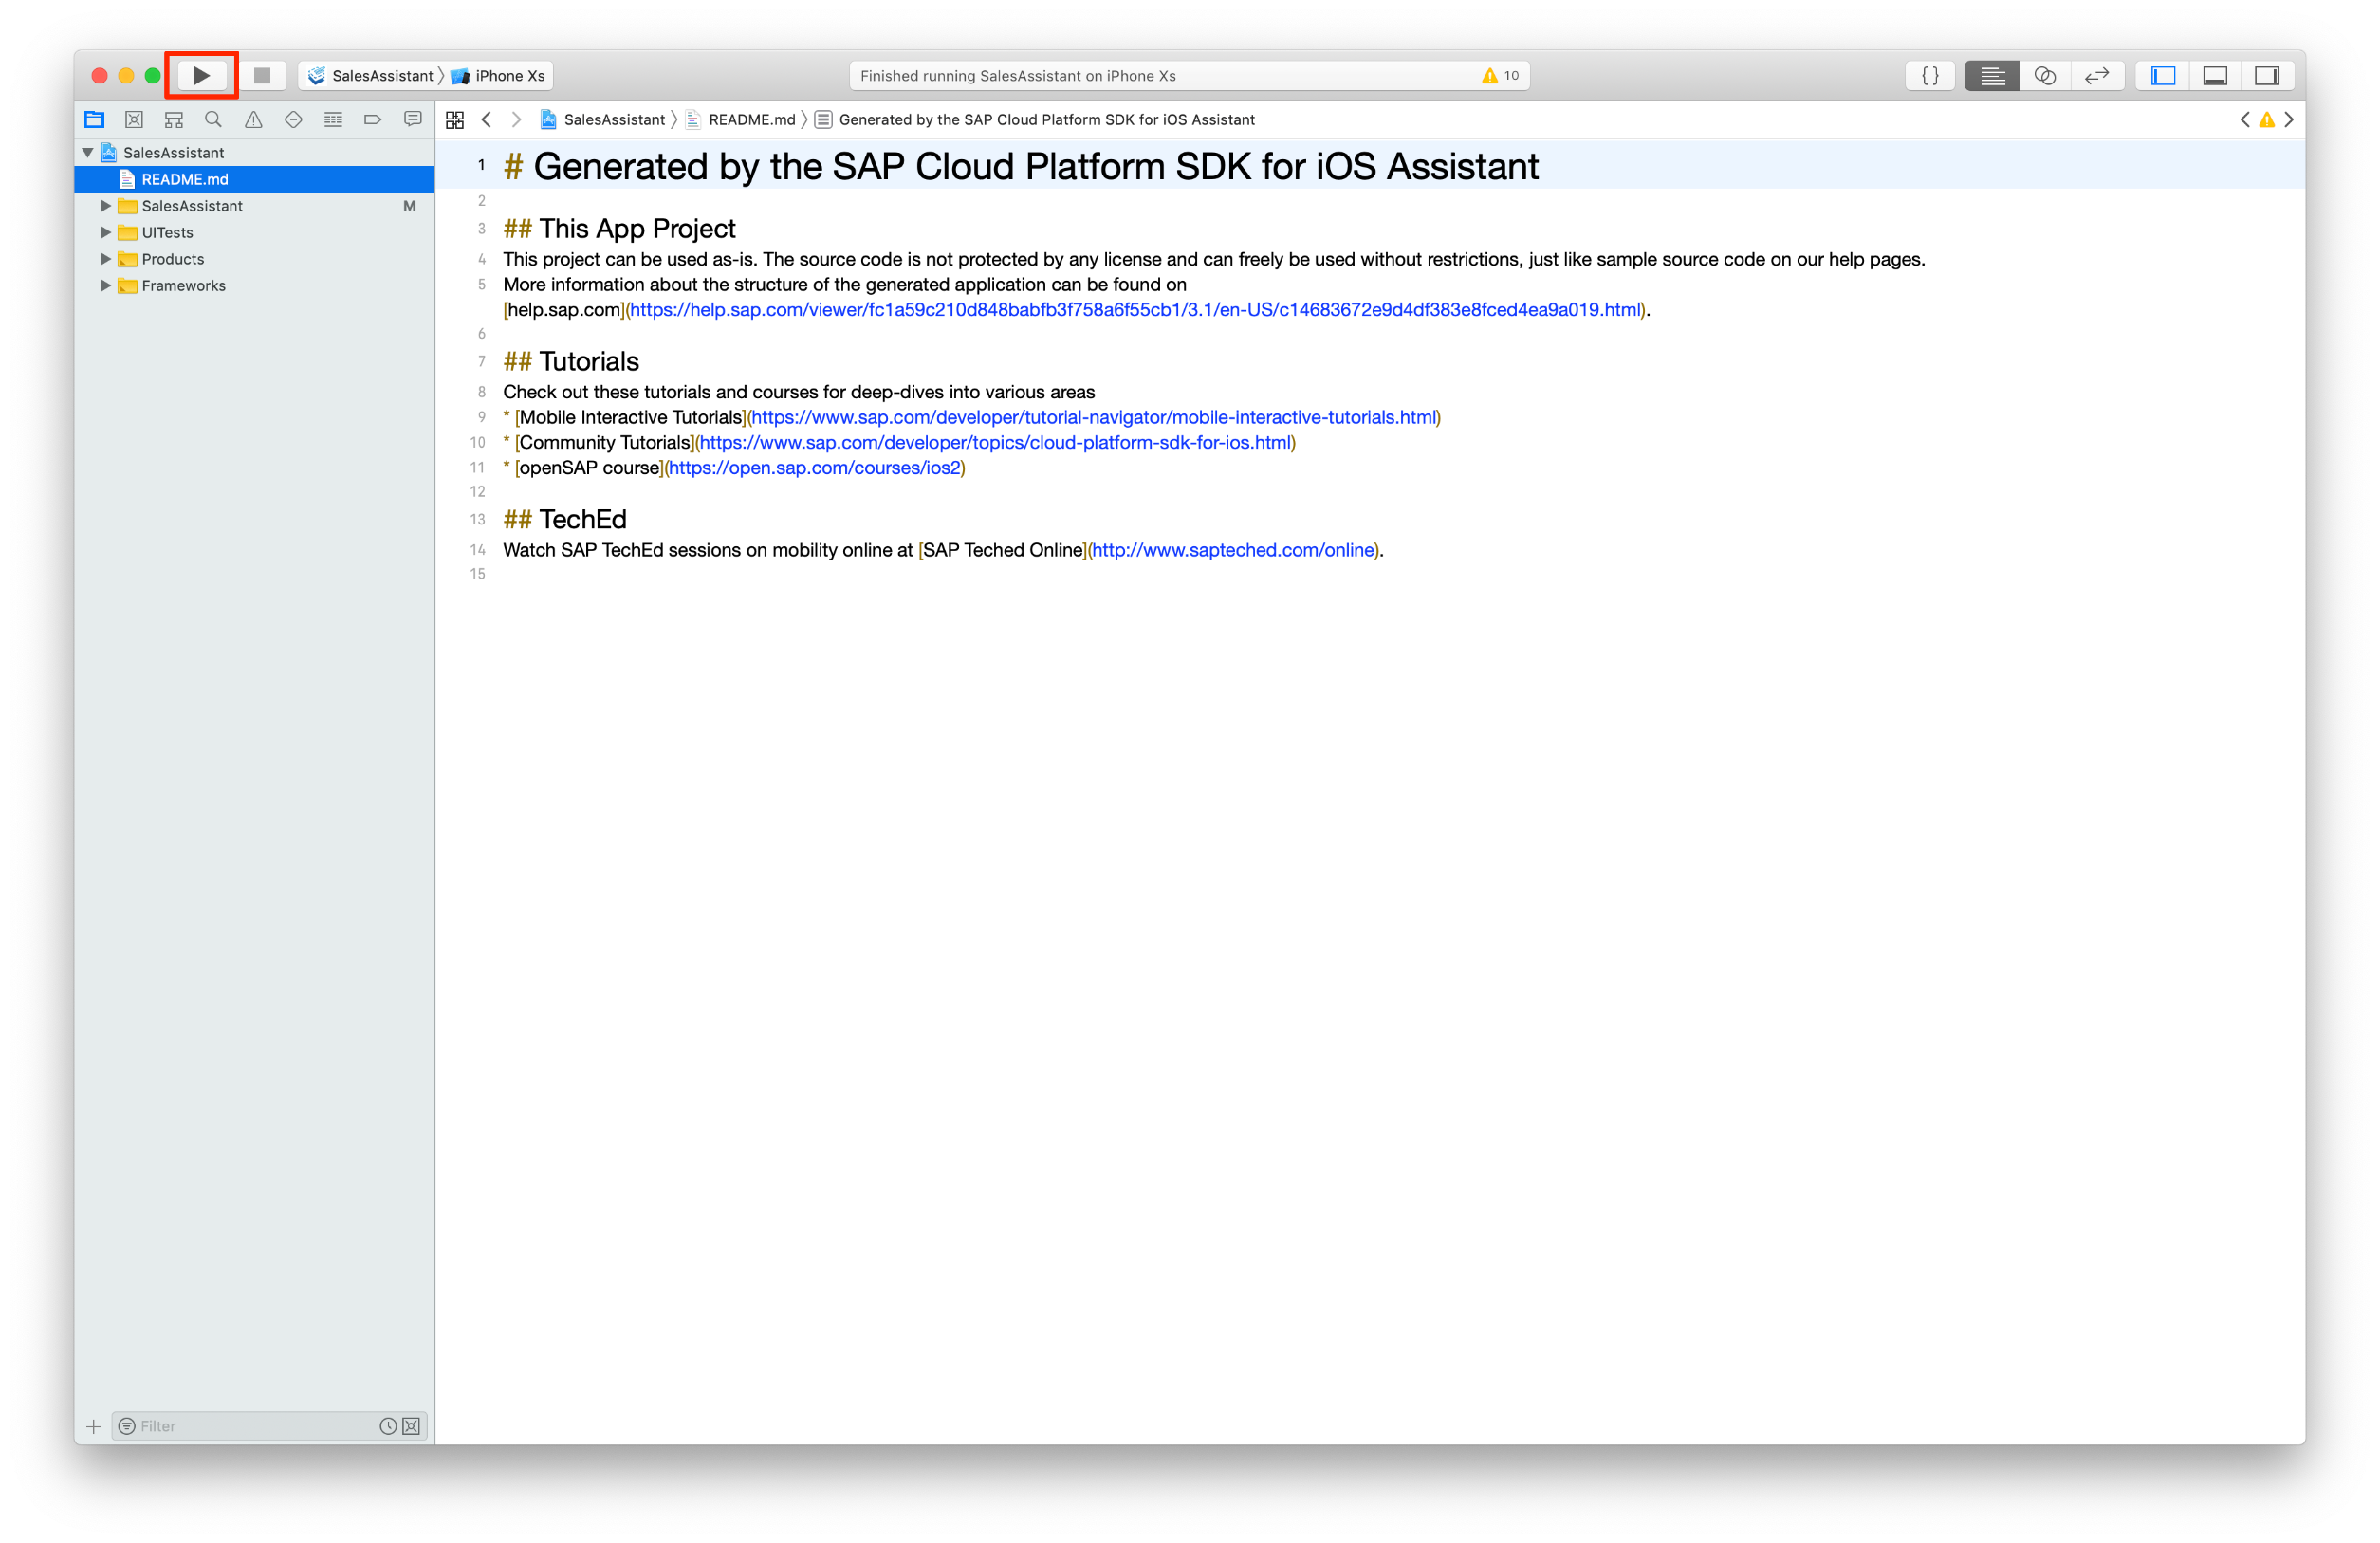 SalesAssistant 〉 iPhone Xs
Finished running SalesAssistant on iPhone Xs
10
{ }
SalesAssistant 〉 README.md 〉 Generated by the SAP Cloud Platform SDK for iOS Assistant
SalesAssistant
README.md
SalesAssistant M
UITests
Products
Frameworks
Filter
1 # Generated by the SAP Cloud Platform SDK for iOS Assistant
2
3 ## This App Project
4 This project can be used as-is. The source code is not protected by any license and can freely be used without restrictions, just like sample source code on our help pages.
5 More information about the structure of the generated application can be found on
[help.sap.com](https://help.sap.com/viewer/fc1a59c210d848babfb3f758a6f55cb1/3.1/en-US/c14683672e9d4df383e8fced4ea9a019.html).
6
7 ## Tutorials
8 Check out these tutorials and courses for deep-dives into various areas
9 * [Mobile Interactive Tutorials](https://www.sap.com/developer/tutorial-navigator/mobile-interactive-tutorials.html)
10 * [Community Tutorials](https://www.sap.com/developer/topics/cloud-platform-sdk-for-ios.html)
11 * [openSAP course](https://open.sap.com/courses/ios2)
12
13 ## TechEd
14 Watch SAP TechEd sessions on mobility online at [SAP Teched Online](http://www.sapteched.com/online).
15